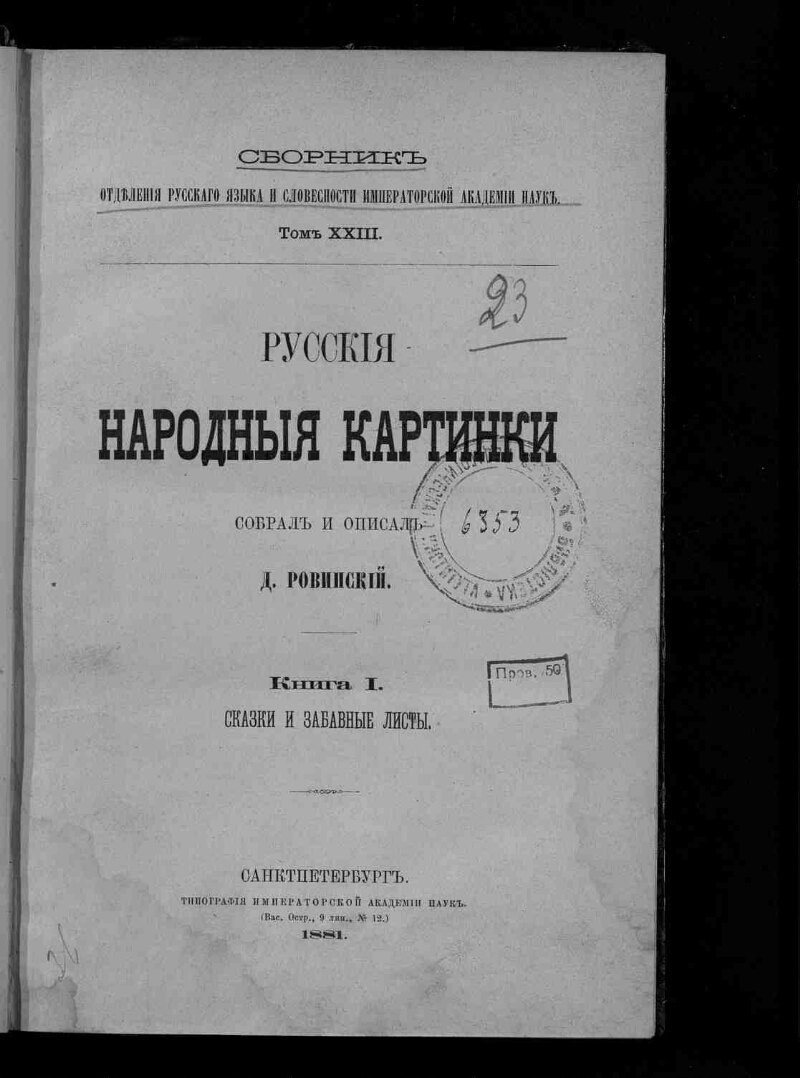 СБОРНИКЪ
ОТДѢЛЕНІЯ РУССКАГО ЯЗЫКА И СЛОВЕСНОСТИ ИМПЕРАТОРСКОЙ АКАДЕМІИ НАУКЪ.
Томъ XXIII.
23
РУССКІЯ
НАРОДНЫЯ КАРТИНКИ
СОБРАЛЪ И ОПИСАЛЪ
6353
Д. РОВИНСКІЙ.
Книга I.
Пров. 50
СКАЗКИ И ЗАБАВНЫЕ ЛИСТЫ.
САНКТПЕТЕРБУРГЪ.
ТИПОГРАФІЯ ИМПЕРАТОРСКОЙ АКАДЕМІИ НАУКЪ.
(Вас. Остр., 9 лин., № 12.)
1881.